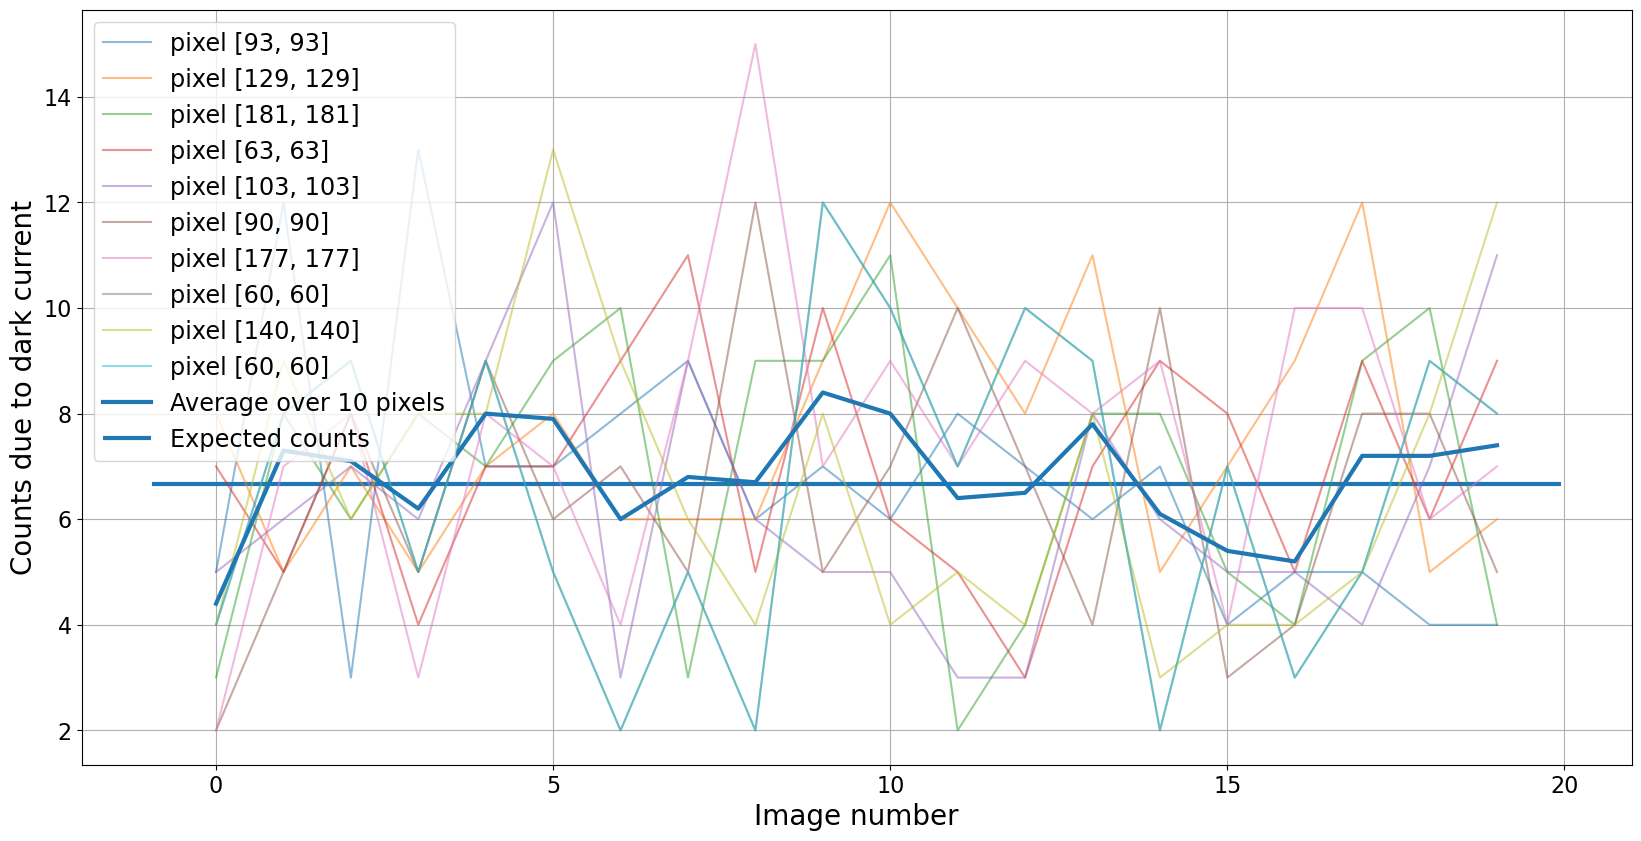 pixel [93, 93]
pixel [129, 129]
pixel [181, 181]
pixel [63, 63]
pixel [103, 103]
pixel [90, 90]
pixel [177, 177]
pixel [60, 60]
pixel [140, 140]
pixel [60, 60]
Average over 10 pixels
Expected counts
14
12
10
8
6
4
2
Counts due to dark current
0 5 10 15 20
Image number